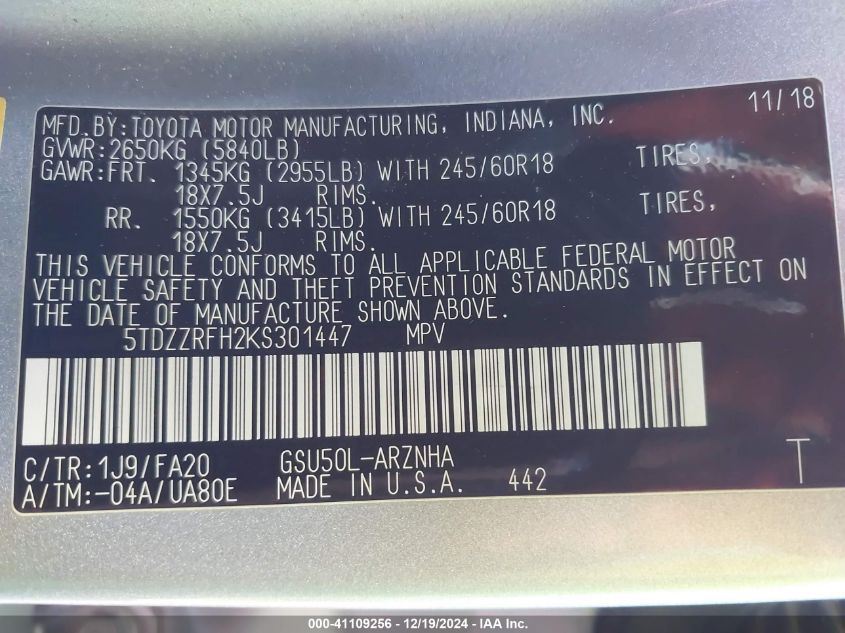 11/18
MFD.BY:TOYOTA MOTOR MANUFACTURING, INDIANA, INC.
GVWR:2650KG (5840LB)
GAWR:FRT. 1345KG (2955LB) WITH 245/60R18 TIRES,
18X7.5J RIMS.
RR. 1550KG (3415LB) WITH 245/60R18 TIRES,
18X7.5J RIMS.
THIS VEHICLE CONFORMS TO ALL APPLICABLE FEDERAL MOTOR
VEHICLE SAFETY AND THEFT PREVENTION STANDARDS IN EFFECT ON
THE DATE OF MANUFACTURE SHOWN ABOVE.
5TDZZRFH2KS301447 MPV
C/TR:1J9/FA20 GSU50L-ARZNHA T
A/TM:-04A/UA80E MADE IN U.S.A. 442
000-41109256 - 12/19/2024 - IAA Inc.